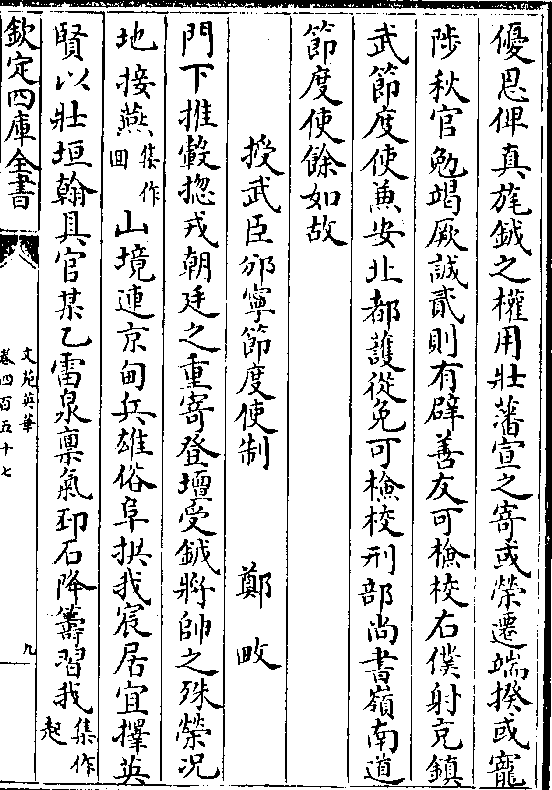 優恩俾真旄鉞之權用壯藩宣之寄或榮遷端揆或寵
陟秋官勉竭厥誠貳則有辟善友可檢校右僕射充鎮
武節度使兼安北都護從免可檢校刑部尚書嶺南道
節度使餘如故
授武臣邠寧節度使制 鄭畋
門下推轂揔戎朝廷之重寄登壇受鉞將帥之殊榮况
地接燕集作回山境連京甸兵雄俗阜拱我宸居宜擇英
賢以壯垣翰具官某乙雷泉禀氣圯石降籌習我集作起
欽定四庫全書
文苑英華
卷四百五十七
九